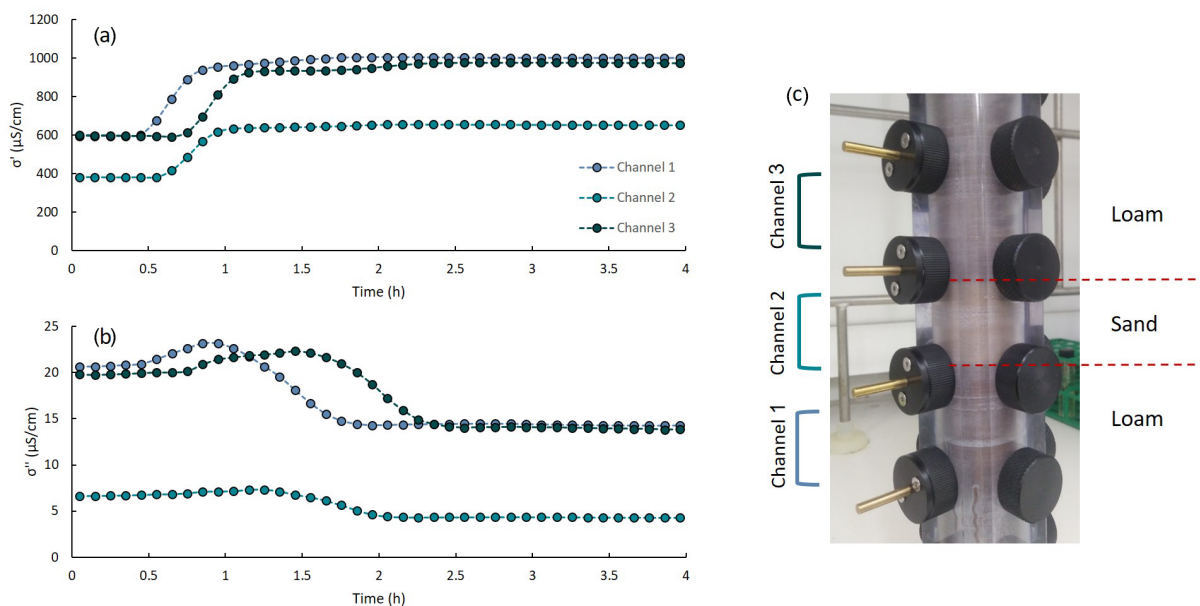 (a)
1200
1000
800
600
400
200
0
σ' (µS/cm)
0 0.5 1 1.5 2 2.5 3 3.5 4
Time (h)
Channel 1
Channel 2
Channel 3
(b)
25
20
15
10
5
0
σ'' (µS/cm)
0 0.5 1 1.5 2 2.5 3 3.5 4
Time (h)
(c)
Channel 3
Channel 2
Channel 1
Loam
Sand
Loam